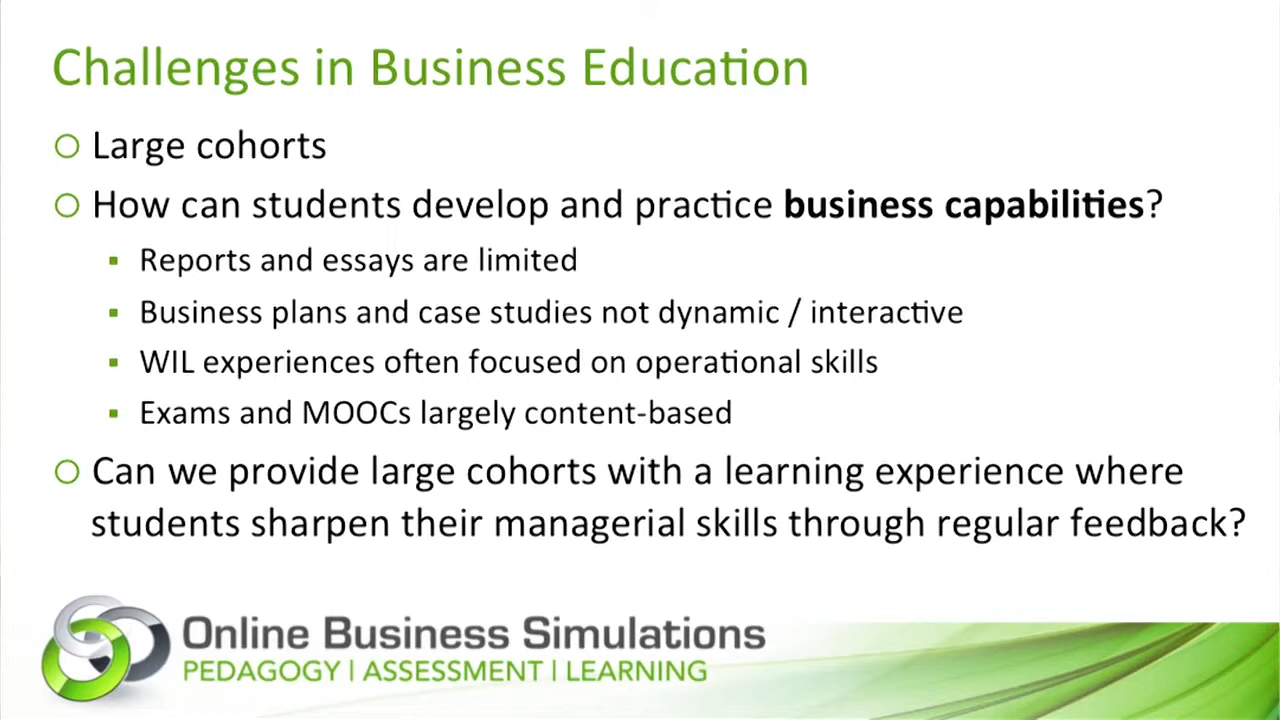 Challenges in Business Education
Large cohorts
How can students develop and practice business capabilities?
Reports and essays are limited
Business plans and case studies not dynamic / interactive
WIL experiences often focused on operational skills
Exams and MOOCs largely content-based
Can we provide large cohorts with a learning experience where
students sharpen their managerial skills through regular feedback?
Online Business Simulations
PEDAGOGY | ASSESSMENT | LEARNING